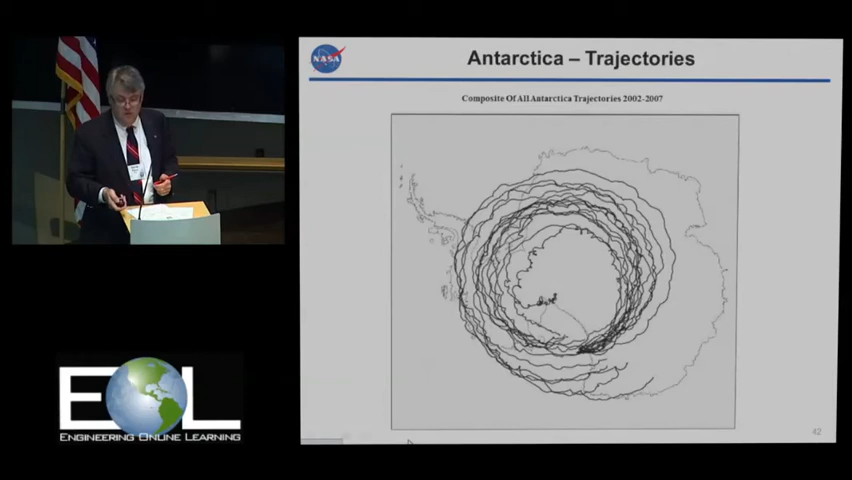 NASA
Antarctica – Trajectories
Composite Of All Antarctica Trajectories 2002-2007
42
EOL
ENGINEERING ONLINE LEARNING